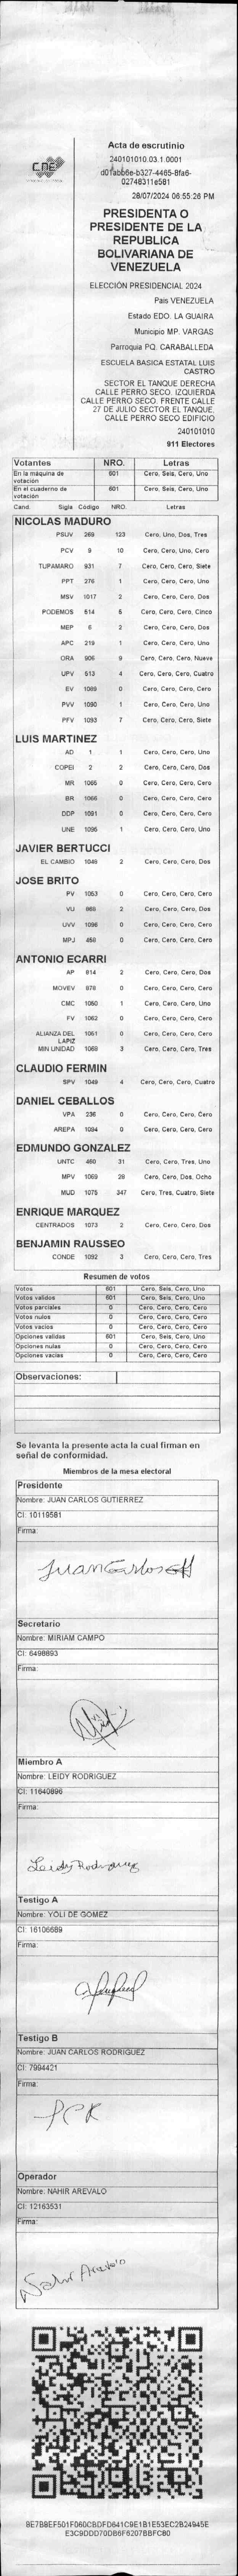 CNE
Acta de escrutinio
240101010.03.1.0001
d01abb6e-b327-4465-8fa6-
02748311e581
28/07/2024 06:55:26 PM
PRESIDENTA O
PRESIDENTE DE LA
REPUBLICA
BOLIVARIANA DE
VENEZUELA
ELECCIÓN PRESIDENCIAL 2024
País VENEZUELA
Estado EDO. LA GUAIRA
Municipio MP. VARGAS
Parroquia PQ. CARABALLEDA
ESCUELA BASICA ESTATAL LUIS
CASTRO
SECTOR EL TANQUE DERECHA
CALLE PERRO SECO. IZQUIERDA
CALLE PERRO SECO. FRENTE CALLE
27 DE JULIO SECTOR EL TANQUE.
CALLE PERRO SECO EDIFICIO
240101010
911 Electores
Votantes NRO. Letras
En la máquina de votación 601 Cero, Seis, Cero, Uno
En el cuaderno de votación 601 Cero, Seis, Cero, Uno
Cand. Sigla Código NRO. Letras
NICOLAS MADURO
PSUV 269 123 Cero, Uno, Dos, Tres
PCV 9 10 Cero, Cero, Uno, Cero
TUPAMARO 931 7 Cero, Cero, Cero, Siete
PPT 276 1 Cero, Cero, Cero, Uno
MSV 1017 2 Cero, Cero, Cero, Dos
PODEMOS 514 5 Cero, Cero, Cero, Cinco
MEP 6 2 Cero, Cero, Cero, Dos
APC 219 1 Cero, Cero, Cero, Uno
ORA 906 9 Cero, Cero, Cero, Nueve
UPV 513 4 Cero, Cero, Cero, Cuatro
EV 1089 0 Cero, Cero, Cero, Cero
PVV 1090 1 Cero, Cero, Cero, Uno
PFV 1093 7 Cero, Cero, Cero, Siete
LUIS MARTINEZ
AD 1 1 Cero, Cero, Cero, Uno
COPEI 2 2 Cero, Cero, Cero, Dos
MR 1065 0 Cero, Cero, Cero, Cero
BR 1066 0 Cero, Cero, Cero, Cero
DDP 1091 0 Cero, Cero, Cero, Cero
UNE 1095 1 Cero, Cero, Cero, Uno
JAVIER BERTUCCI
EL CAMBIO 1048 2 Cero, Cero, Cero, Dos
JOSE BRITO
PV 1053 0 Cero, Cero, Cero, Cero
VU 868 2 Cero, Cero, Cero, Dos
UVV 1096 0 Cero, Cero, Cero, Cero
MPJ 458 0 Cero, Cero, Cero, Cero
ANTONIO ECARRI
AP 914 2 Cero, Cero, Cero, Dos
MOVEV 978 0 Cero, Cero, Cero, Cero
CMC 1050 1 Cero, Cero, Cero, Uno
FV 1062 0 Cero, Cero, Cero, Cero
ALIANZA DEL LAPIZ 1051 0 Cero, Cero, Cero, Cero
MIN UNIDAD 1068 3 Cero, Cero, Cero, Tres
CLAUDIO FERMIN
SPV 1049 4 Cero, Cero, Cero, Cuatro
DANIEL CEBALLOS
VPA 236 0 Cero, Cero, Cero, Cero
AREPA 1094 0 Cero, Cero, Cero, Cero
EDMUNDO GONZALEZ
UNTC 460 31 Cero, Cero, Tres, Uno
MPV 1069 28 Cero, Cero, Dos, Ocho
MUD 1075 347 Cero, Tres, Cuatro, Siete
ENRIQUE MARQUEZ
CENTRADOS 1073 2 Cero, Cero, Cero, Dos
BENJAMIN RAUSSEO
CONDE 1092 3 Cero, Cero, Cero, Tres
Resumen de votos
Votos 601 Cero, Seis, Cero, Uno
Votos validos 601 Cero, Seis, Cero, Uno
Votos parciales 0 Cero, Cero, Cero, Cero
Votos nulos 0 Cero, Cero, Cero, Cero
Votos vacios 0 Cero, Cero, Cero, Cero
Opciones validas 601 Cero, Seis, Cero, Uno
Opciones nulas 0 Cero, Cero, Cero, Cero
Opciones vacias 0 Cero, Cero, Cero, Cero
Observaciones:
Se levanta la presente acta la cual firman en
señal de conformidad.
Miembros de la mesa electoral
Presidente
Nombre: JUAN CARLOS GUTIERREZ
CI: 10119581
Firma:
Secretario
Nombre: MIRIAM CAMPO
CI: 6498893
Firma:
Miembro A
Nombre: LEIDY RODRIGUEZ
CI: 11640896
Firma:
Leidy Rodriguez
Testigo A
Nombre: YOLI DE GOMEZ
CI: 16106689
Firma:
Testigo B
Nombre: JUAN CARLOS RODRIGUEZ
CI: 7994421
Firma:
JCR
Operador
Nombre: NAHIR AREVALO
CI: 12163531
Firma:
Nahir Arevalo
8E7B8EF501F060CBDFD641C9E1B1E53EC2B24945E
E3C9DDD70DB6F6207BBFC80